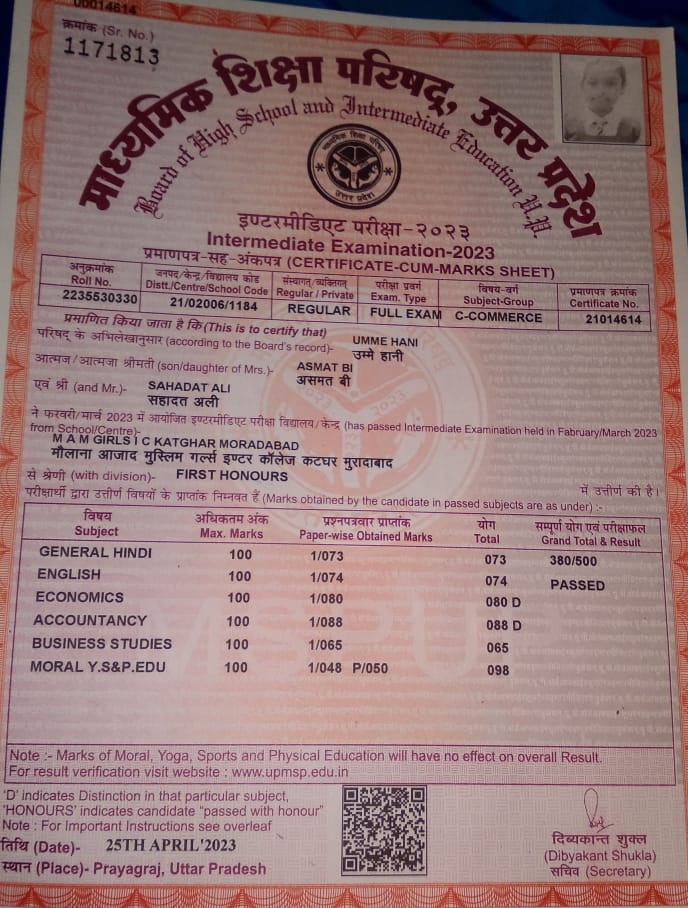 00014614
क्रमांक (Sr. No.)
1171813
माध्यमिक शिक्षा परिषद्, उत्तर प्रदेश
Board of High School and Intermediate Education U.P.
माध्यमिक शिक्षा परिषद्
उत्तर प्रदेश
इण्टरमीडिएट परीक्षा-२०२३
Intermediate Examination-2023
प्रमाणपत्र-सह-अंकपत्र (CERTIFICATE-CUM-MARKS SHEET)
अनुक्रमांक जनपद/केन्द्र/विद्यालय कोड संस्थागत/व्यक्तिगत परीक्षा प्रवर्ग विषय-वर्ग प्रमाणपत्र क्रमांक
Roll No. Distt./Centre/School Code Regular / Private Exam. Type Subject-Group Certificate No.
2235530330 21/02006/1184 REGULAR FULL EXAM C-COMMERCE 21014614
प्रमाणित किया जाता है कि (This is to certify that)
परिषद् के अभिलेखानुसार (according to the Board's record)- UMME HANI
उम्मे हानी
आत्मज/आत्मजा श्रीमती (son/daughter of Mrs.)- ASMAT BI
असमत बी
एवं श्री (and Mr.)- SAHADAT ALI
सहादत अली
ने फरवरी/मार्च 2023 में आयोजित इण्टरमीडिएट परीक्षा विद्यालय/केन्द्र (has passed Intermediate Examination held in Fabruary/March 2023
from School/Centre)-
M A M GIRLS I C KATGHAR MORADABAD
मौलाना आजाद मुस्लिम गर्ल्स इण्टर कॉलेज कटघर मुरादाबाद
से श्रेणी (with division)- FIRST HONOURS में उत्तीर्ण की है।
परीक्षार्थी द्वारा उत्तीर्ण विषयों के प्राप्तांक निम्नवत हैं (Marks obtained by the candidate in passed subjects are as under) :-
विषय अधिकतम अंक प्रश्नपत्रवार प्राप्तांक योग सम्पूर्ण योग एवं परीक्षाफल
Subject Max. Marks Paper-wise Obtained Marks Total Grand Total & Result
GENERAL HINDI 100 1/073 073 380/500
ENGLISH 100 1/074 074 PASSED
ECONOMICS 100 1/080 080 D
ACCOUNTANCY 100 1/088 088 D
BUSINESS STUDIES 100 1/065 065
MORAL Y.S&P.EDU 100 1/048 P/050 098
Note :- Marks of Moral, Yoga, Sports and Physical Education will have no effect on overall Result.
For result verification visit website : www.upmsp.edu.in
'D' indicates Distinction in that particular subject,
'HONOURS' indicates candidate "passed with honour"
Note : For Important Instructions see overleaf
तिथि (Date)- 25TH APRIL'2023
स्थान (Place)- Prayagraj, Uttar Pradesh
दिब्यकान्त शुक्ल
(Dibyakant Shukla)
सचिव (Secretary)